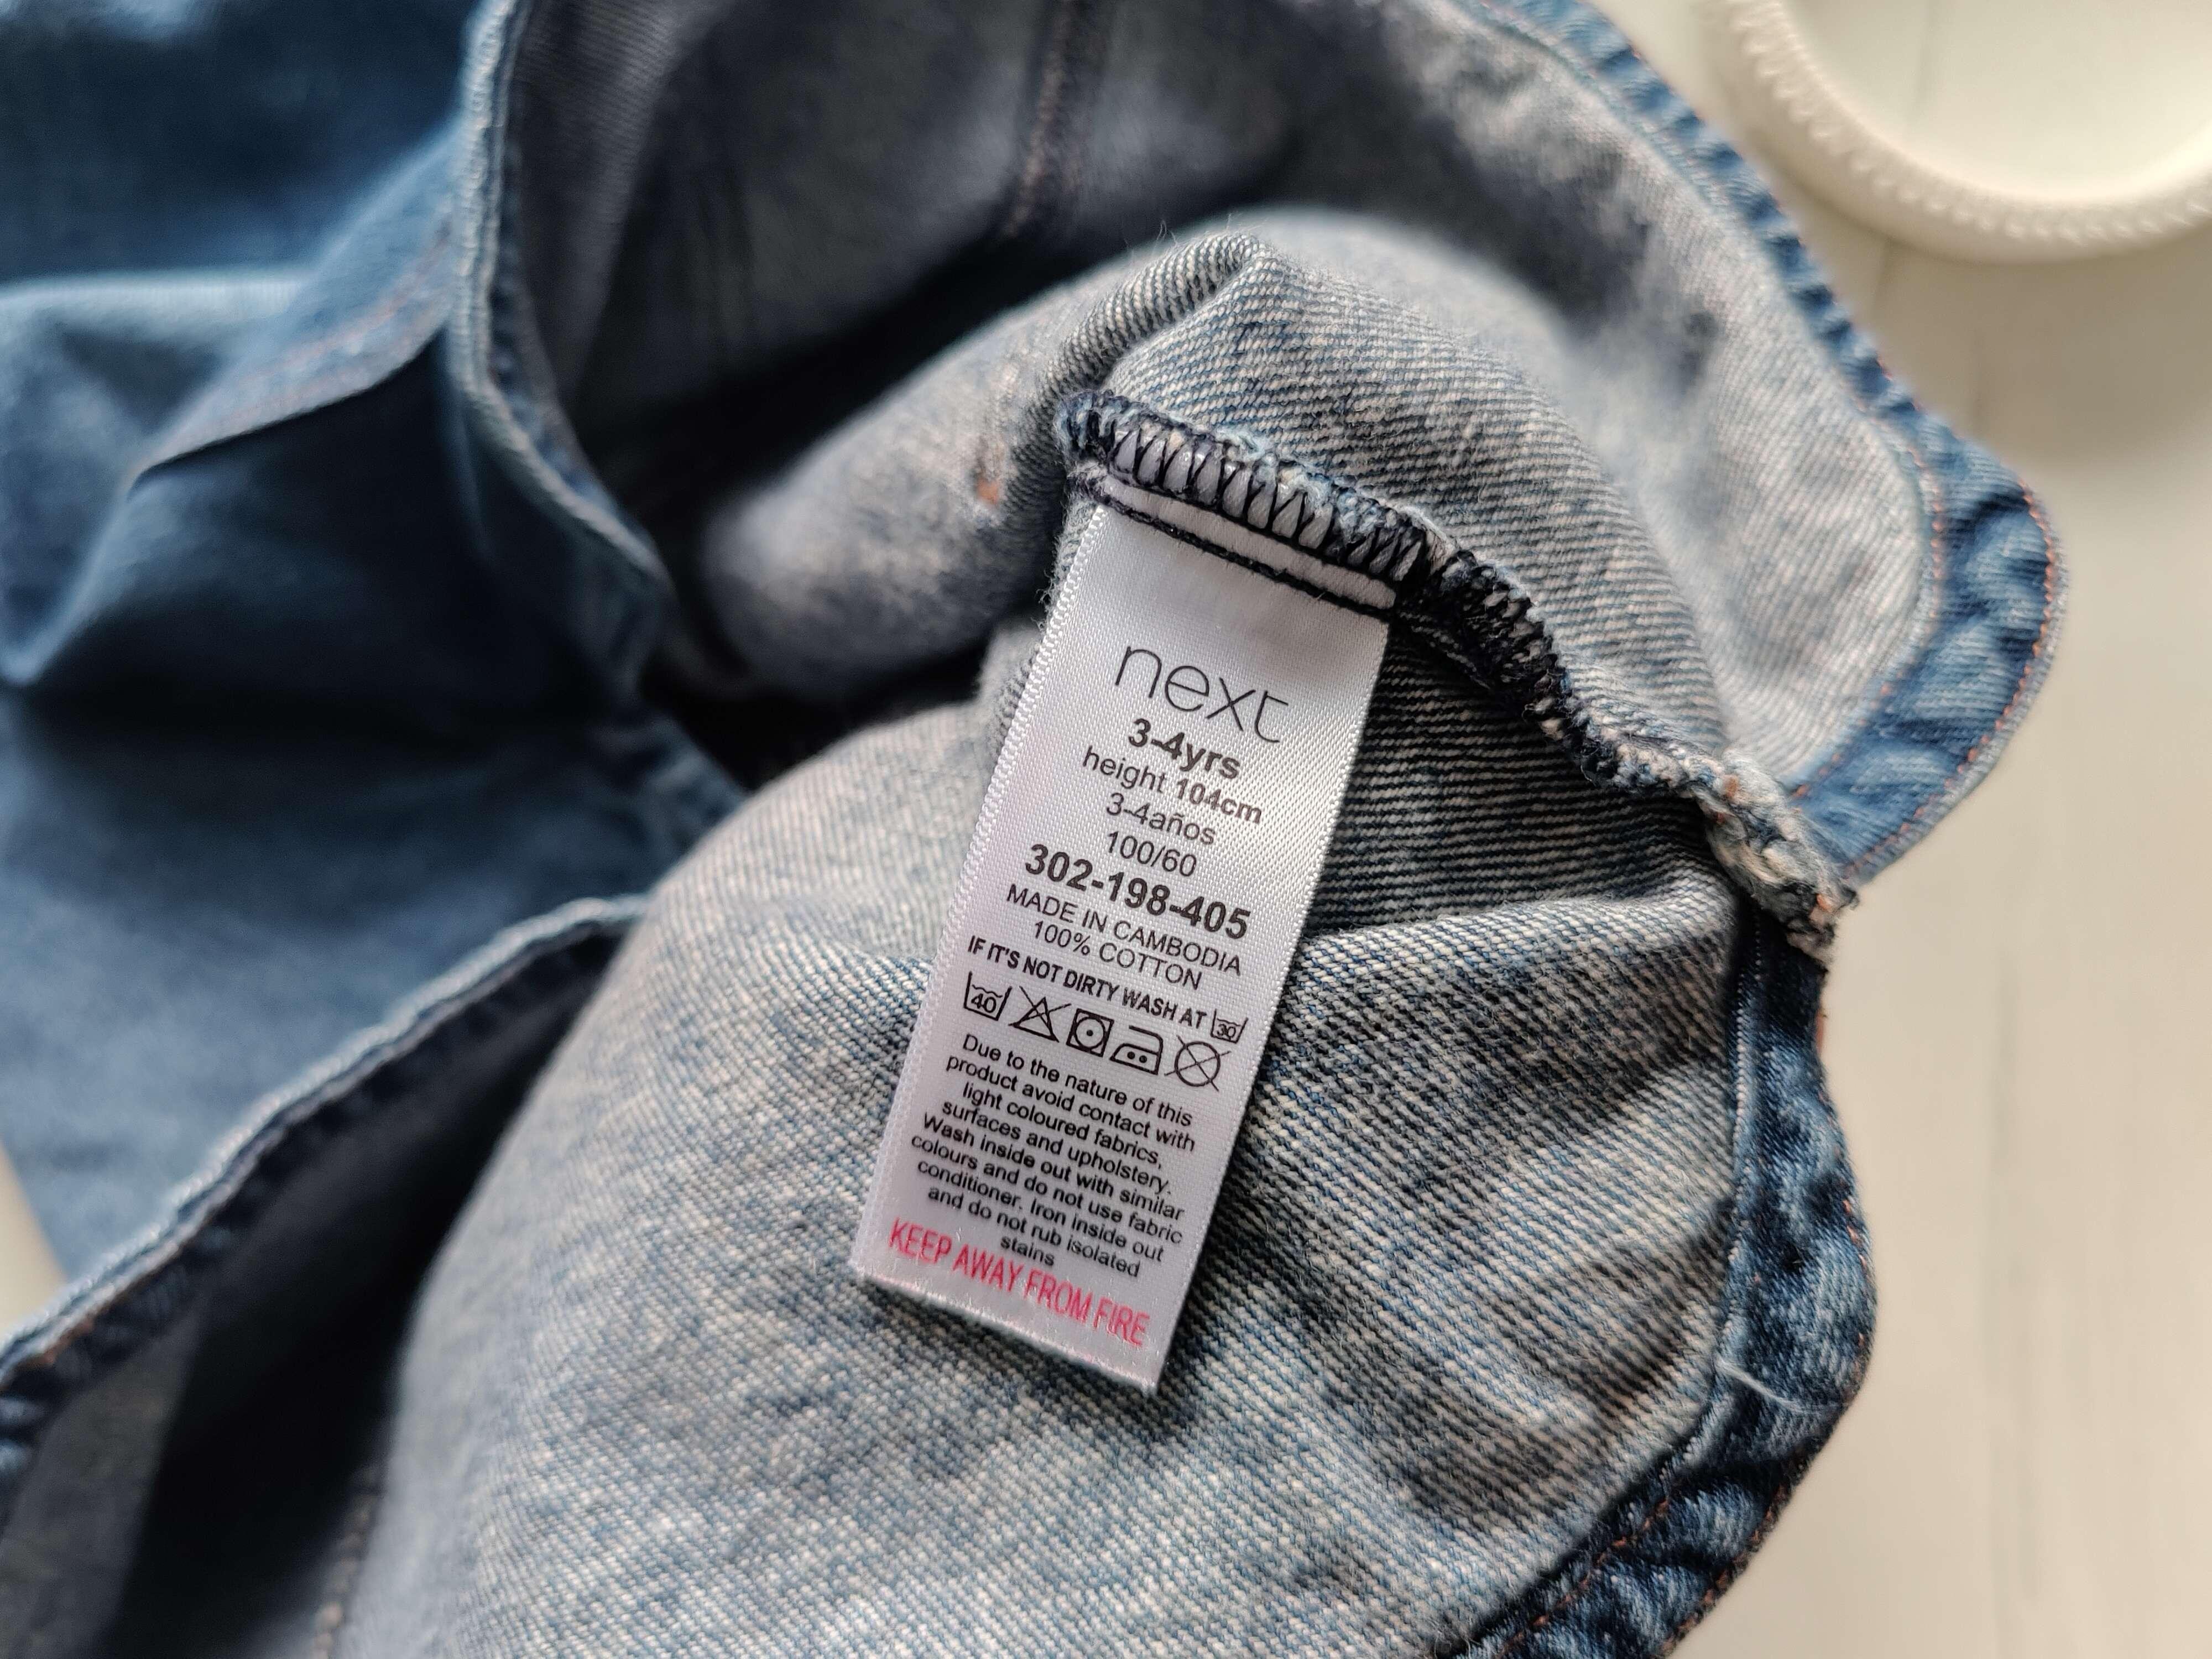 next
3-4yrs
height 104cm
3-4años
100/60
302-198-405
MADE IN CAMBODIA
100% COTTON
IF IT'S NOT DIRTY WASH AT 30
40
Due to the nature of this
product avoid contact with
light coloured fabrics,
surfaces and upholstery.
Wash inside out with similar
colours and do not use fabric
conditioner. Iron inside out
and do not rub isolated
stains
KEEP AWAY FROM FIRE